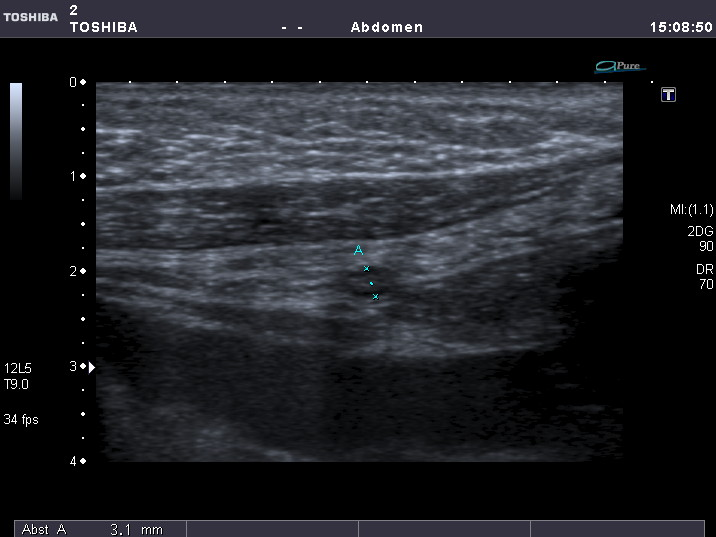 TOSHIBA
2
TOSHIBA - - Abdomen 15:08:50
aPure
T
0
1
A
2
3
4
MI:(1.1)
2DG
90
DR
70
12L5
T9.0
34 fps
Abst A 3.1 mm